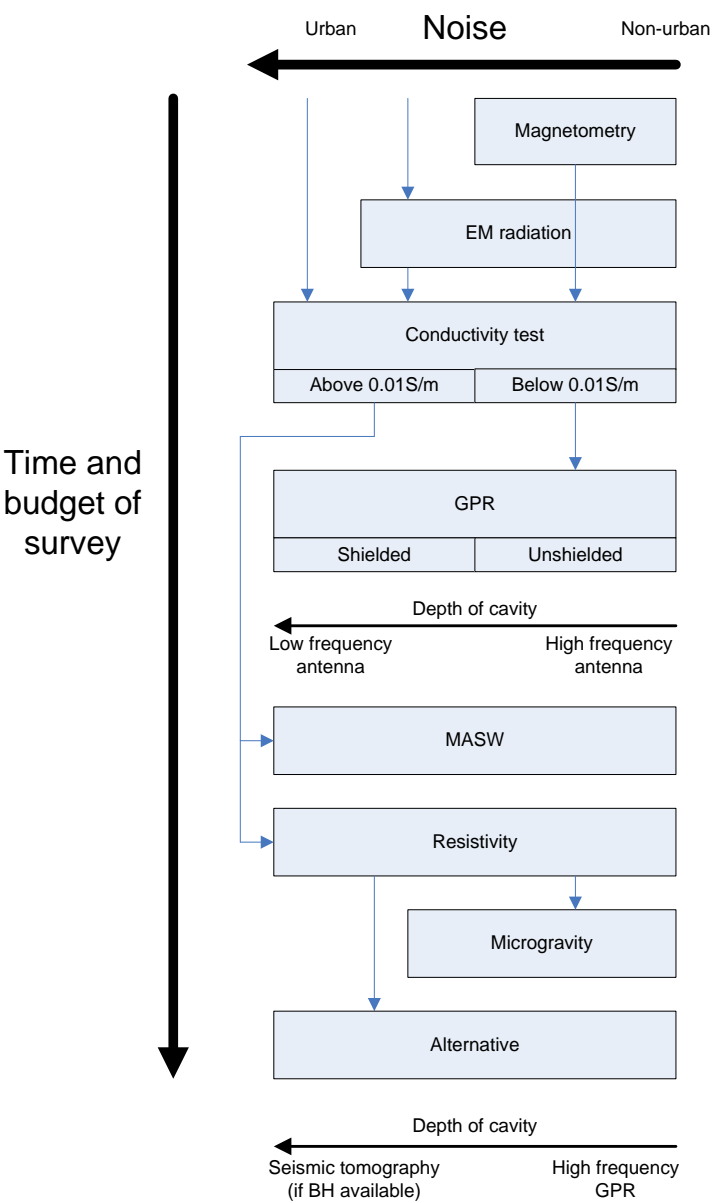 Urban Noise Non-urban
Magnetometry
EM radiation
Conductivity test
Above 0.01S/m Below 0.01S/m
Time and
budget of
survey
GPR
Shielded Unshielded
Depth of cavity
Low frequency High frequency
antenna antenna
MASW
Resistivity
Microgravity
Alternative
Depth of cavity
Seismic tomography High frequency
(if BH available) GPR